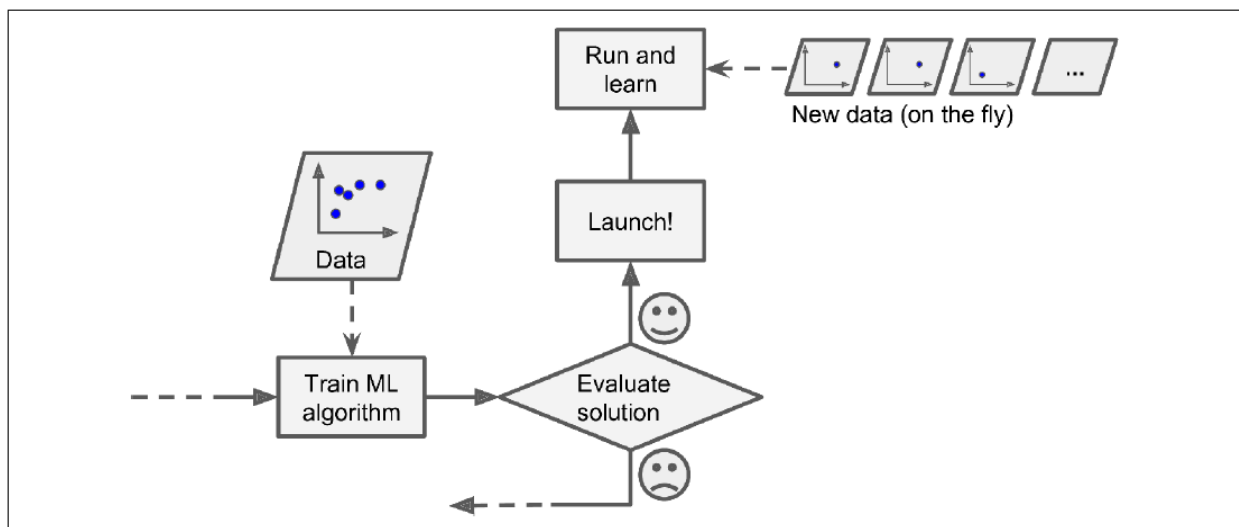 Run and
learn
...
New data (on the fly)
Launch!
Data
Train ML
algorithm
Evaluate
solution